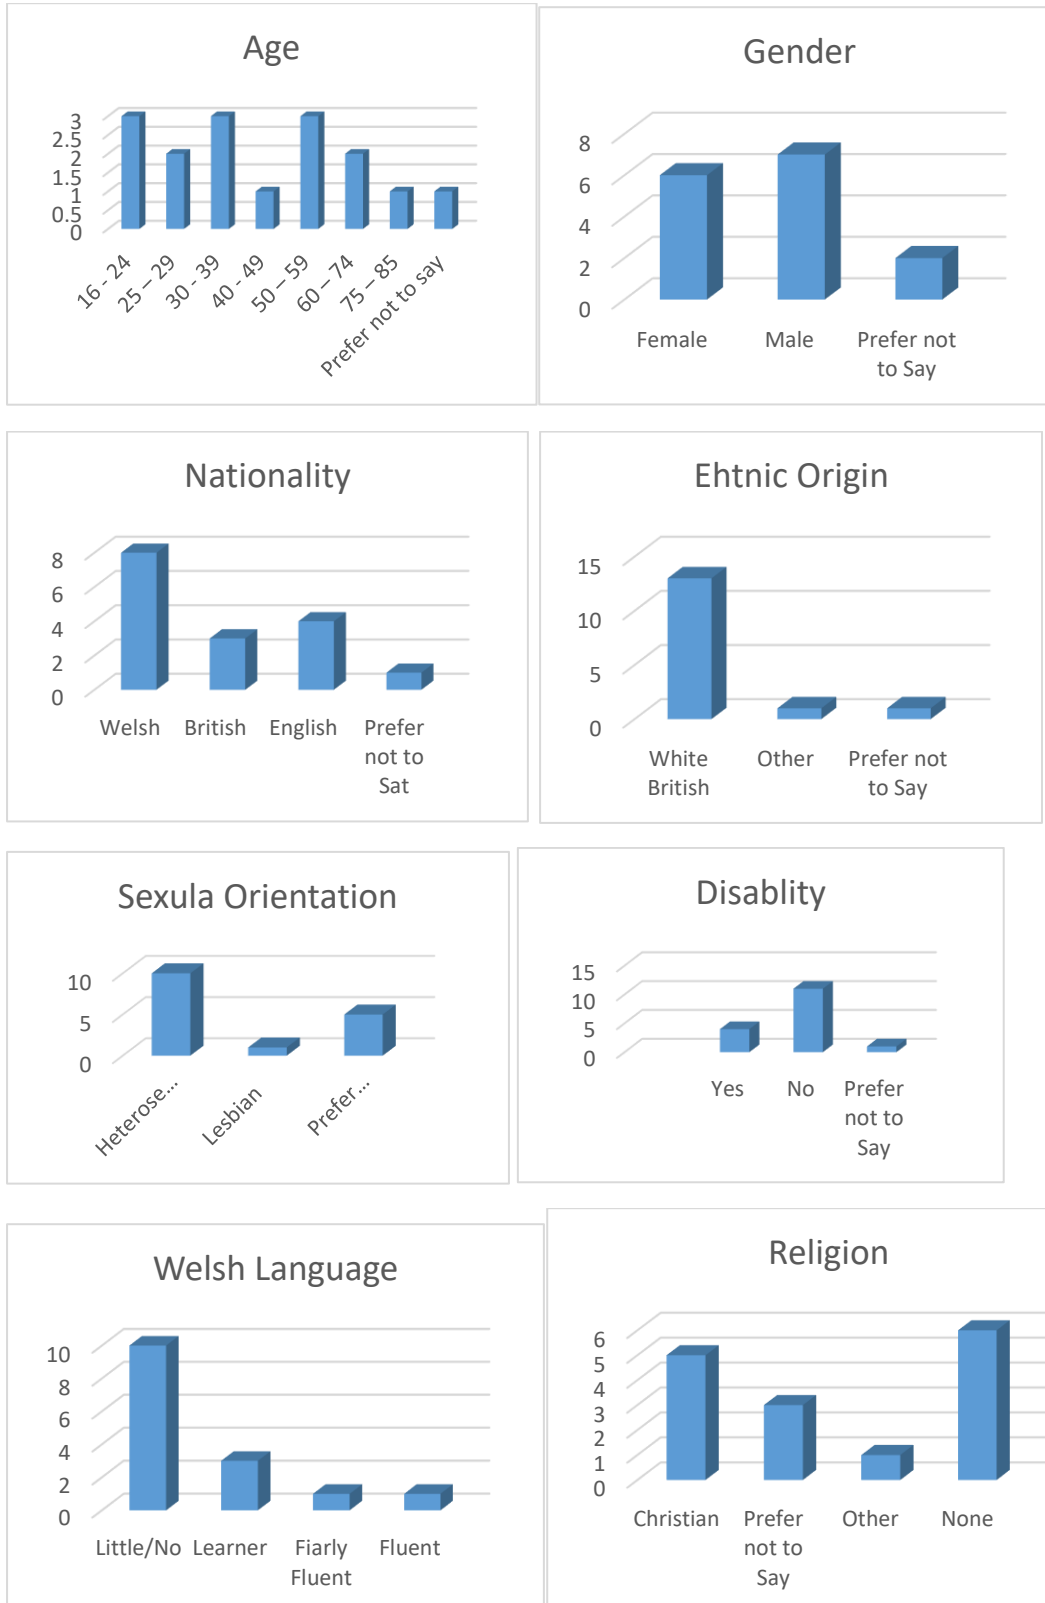 Age
3
2.5
2
1.5
1
0.5
0
16 - 24
25 – 29
30 - 39
40 - 49
50 – 59
60 – 74
75 – 85
Prefer not to say
Gender
8
6
4
2
0
Female
Male
Prefer not
to Say
Nationality
8
6
4
2
0
Welsh
British
English
Prefer
not to
Sat
Ehtnic Origin
15
10
5
0
White
British
Other
Prefer not
to Say
Sexula Orientation
10
5
0
Heterose...
Lesbian
Prefer...
Disablity
15
10
5
0
Yes
No
Prefer
not to
Say
Welsh Language
10
8
6
4
2
0
Little/No
Learner
Fiarly
Fluent
Fluent
Religion
6
5
4
3
2
1
0
Christian
Prefer
not to
Say
Other
None